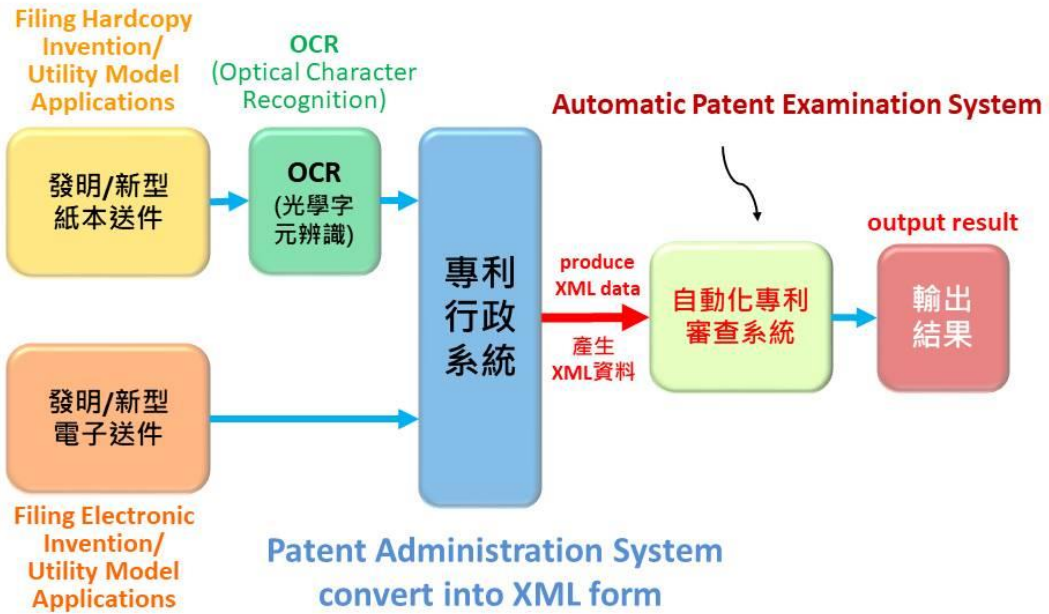 Filing Hardcopy
Invention/
Utility Model
Applications
發明/新型
紙本送件
OCR
(Optical Character
Recognition)
OCR
(光學字
元辨識)
發明/新型
電子送件
Filing Electronic
Invention/
Utility Model
Applications
專利
行政
系統
Patent Administration System
convert into XML form
produce
XML data
產生
XML資料
Automatic Patent Examination System
自動化專利
審查系統
output result
輸出
結果